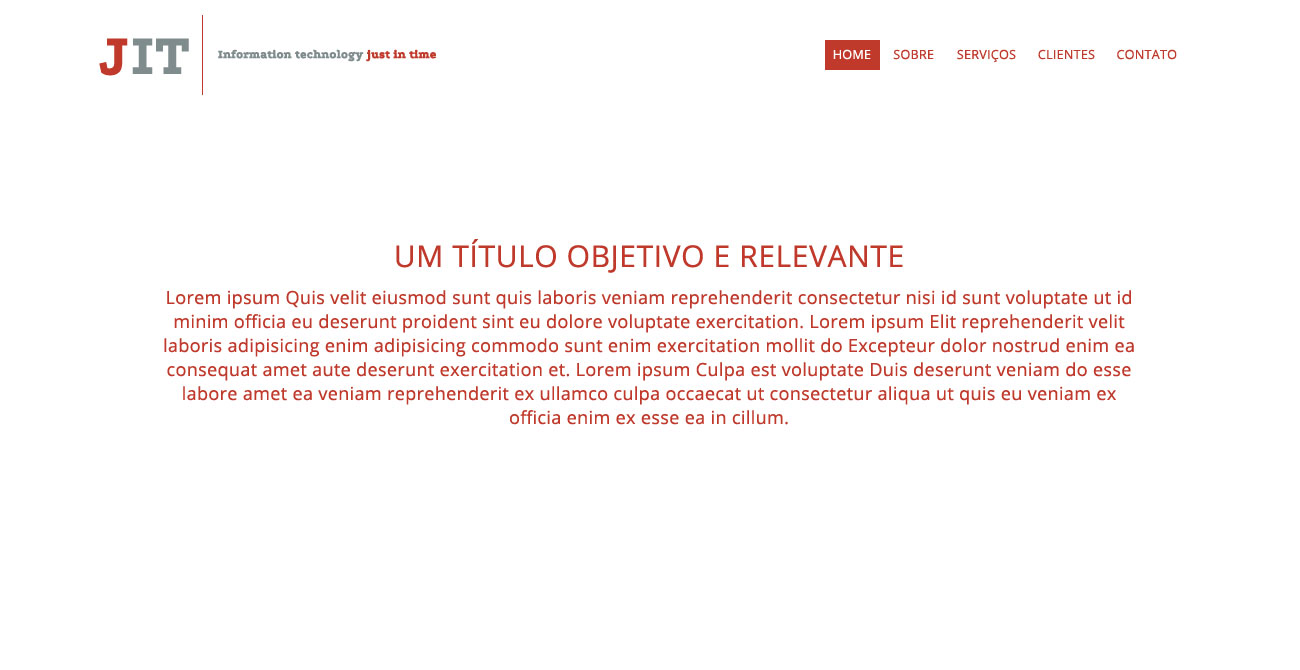 JIT
Information technology just in time
HOME SOBRE SERVIÇOS CLIENTES CONTATO
UM TÍTULO OBJETIVO E RELEVANTE
Lorem ipsum Quis velit eiusmod sunt quis laboris veniam reprehenderit consectetur nisi id sunt voluptate ut id
minim officia eu deserunt proident sint eu dolore voluptate exercitation. Lorem ipsum Elit reprehenderit velit
laboris adipisicing enim adipisicing commodo sunt enim exercitation mollit do Excepteur dolor nostrud enim ea
consequat amet aute deserunt exercitation et. Lorem ipsum Culpa est voluptate Duis deserunt veniam do esse
labore amet ea veniam reprehenderit ex ullamco culpa occaecat ut consectetur aliqua ut quis eu veniam ex
officia enim ex esse ea in cillum.